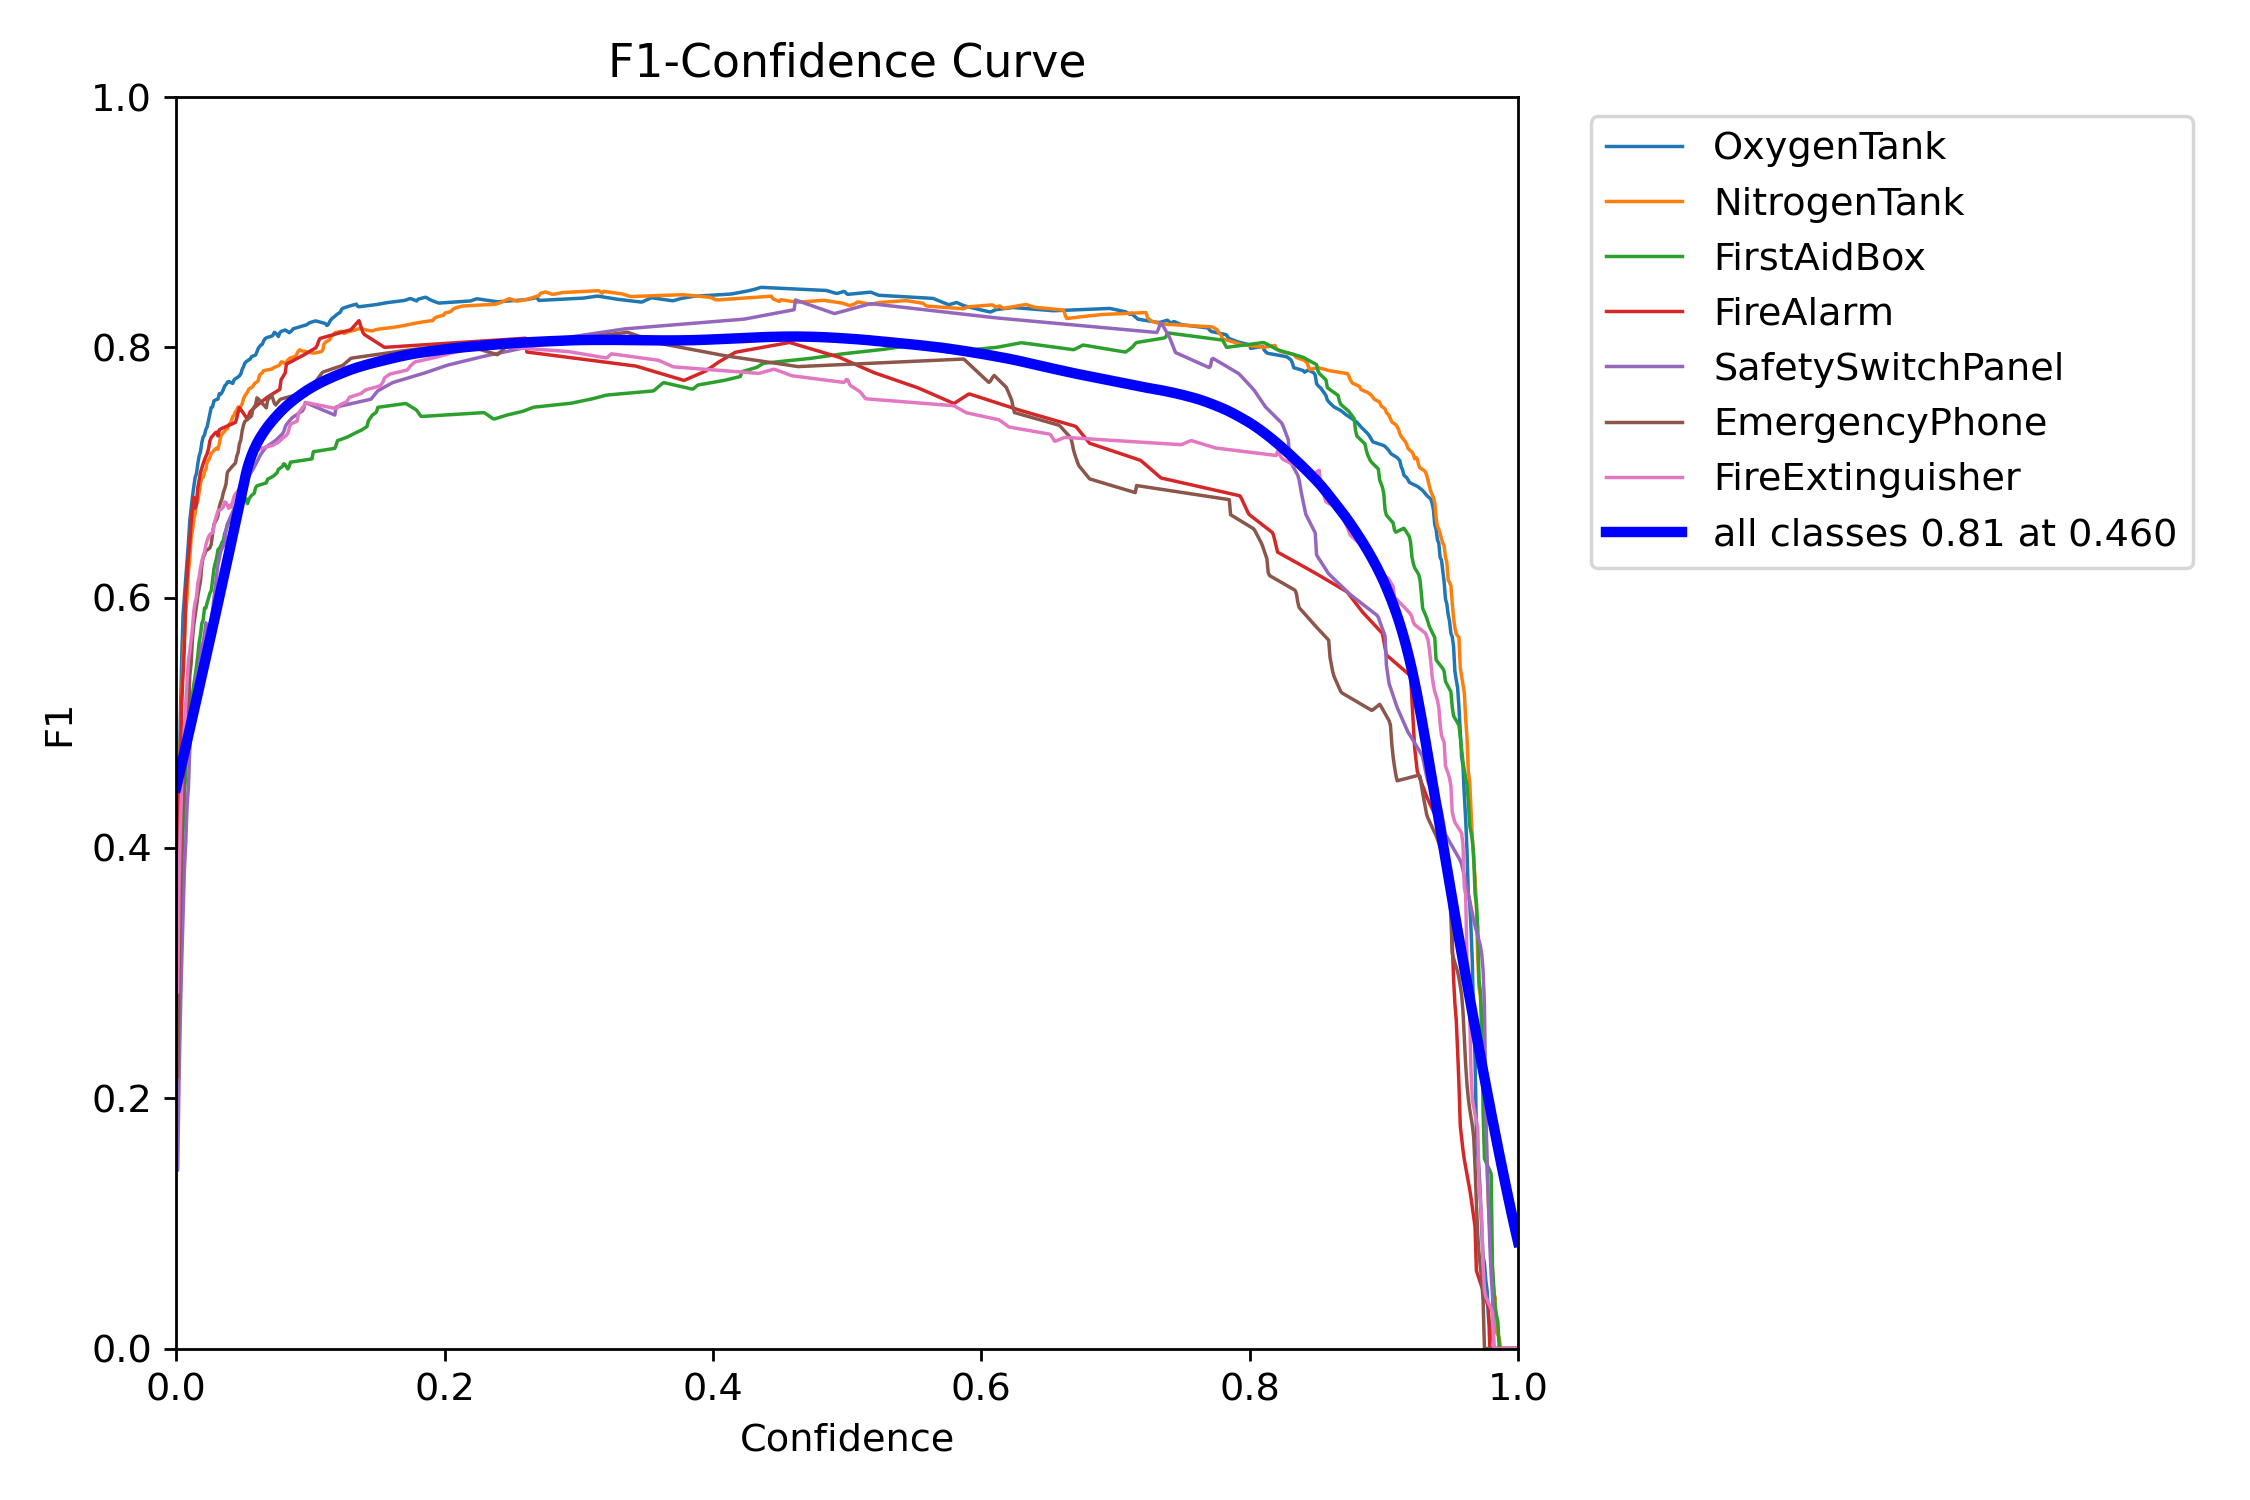 F1-Confidence Curve
1.0
0.8
0.6
0.4
0.2
0.0
F1
0.0 0.2 0.4 0.6 0.8 1.0
Confidence
OxygenTank
NitrogenTank
FirstAidBox
FireAlarm
SafetySwitchPanel
EmergencyPhone
FireExtinguisher
all classes 0.81 at 0.460